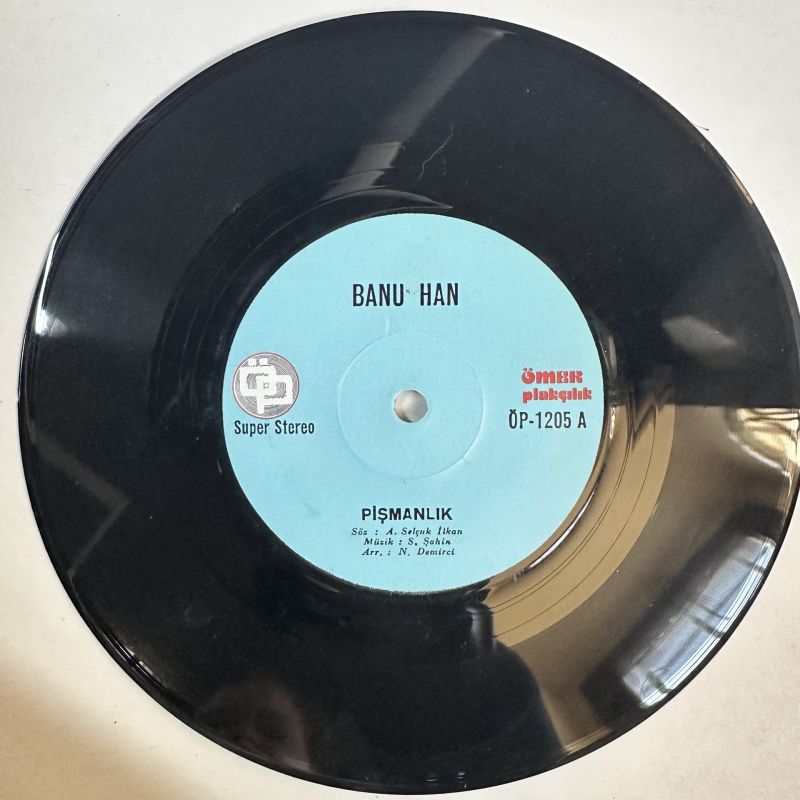 BANU HAN
ÖP
Super Stereo
ÖMER
plakçılık
ÖP-1205 A
PİŞMANLIK
Söz : A. Selçuk İlkan
Müzik : S. Şahin
Arr. : N. Demirci